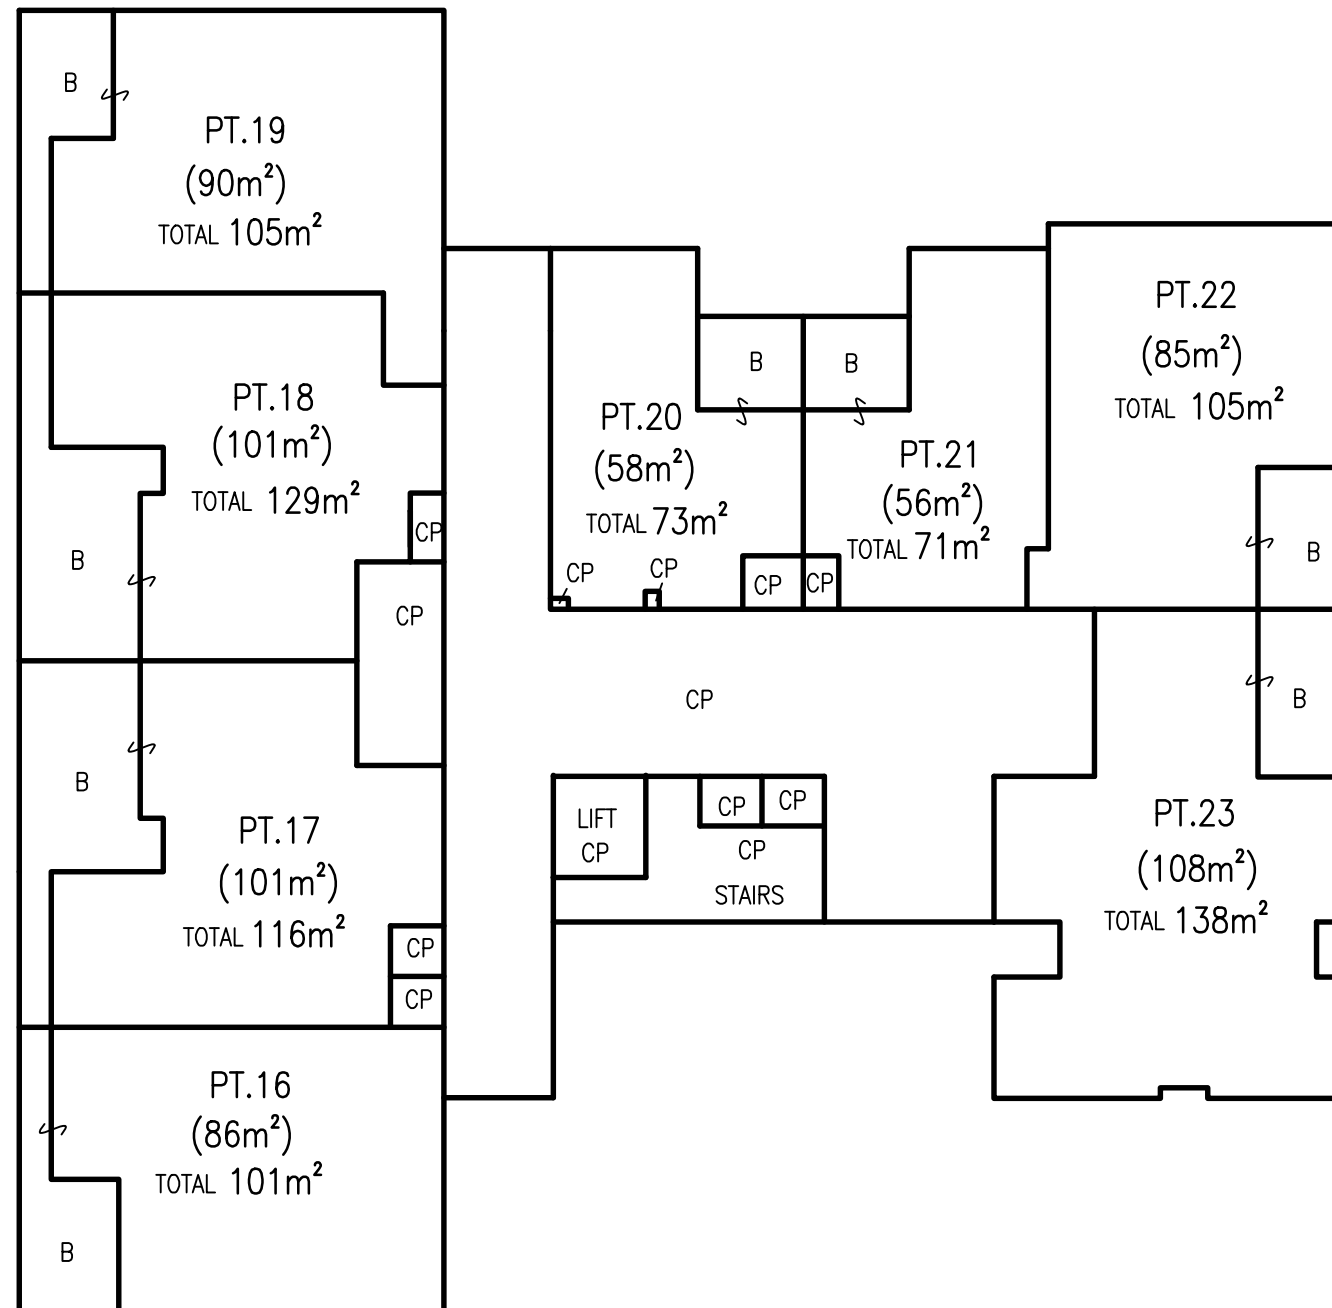 B
PT.19
(90m²)
TOTAL 105m²
PT.18
(101m²)
TOTAL 129m²
CP
B
CP
B
PT.17
(101m²)
TOTAL 116m²
CP
CP
PT.16
(86m²)
TOTAL 101m²
B
B
B
PT.20
(58m²)
TOTAL 73m²
CP
CP
CP
CP
PT.21
(56m²)
TOTAL 71m²
PT.22
(85m²)
TOTAL 105m²
B
CP
LIFT
CP
CP
CP
CP
STAIRS
B
PT.23
(108m²)
TOTAL 138m²